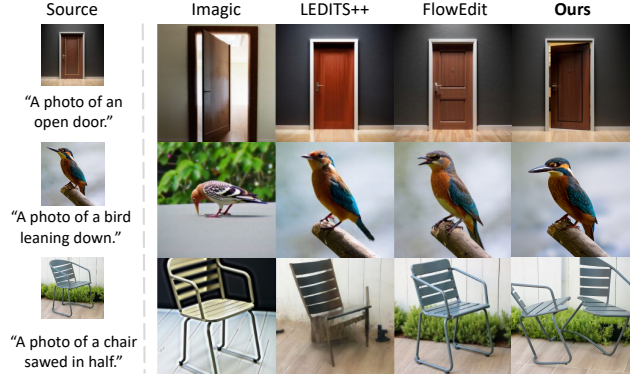 Source Imagic LEDITS++ FlowEdit Ours
“A photo of an
open door.”
“A photo of a bird
leaning down.”
“A photo of a chair
sawed in half.”